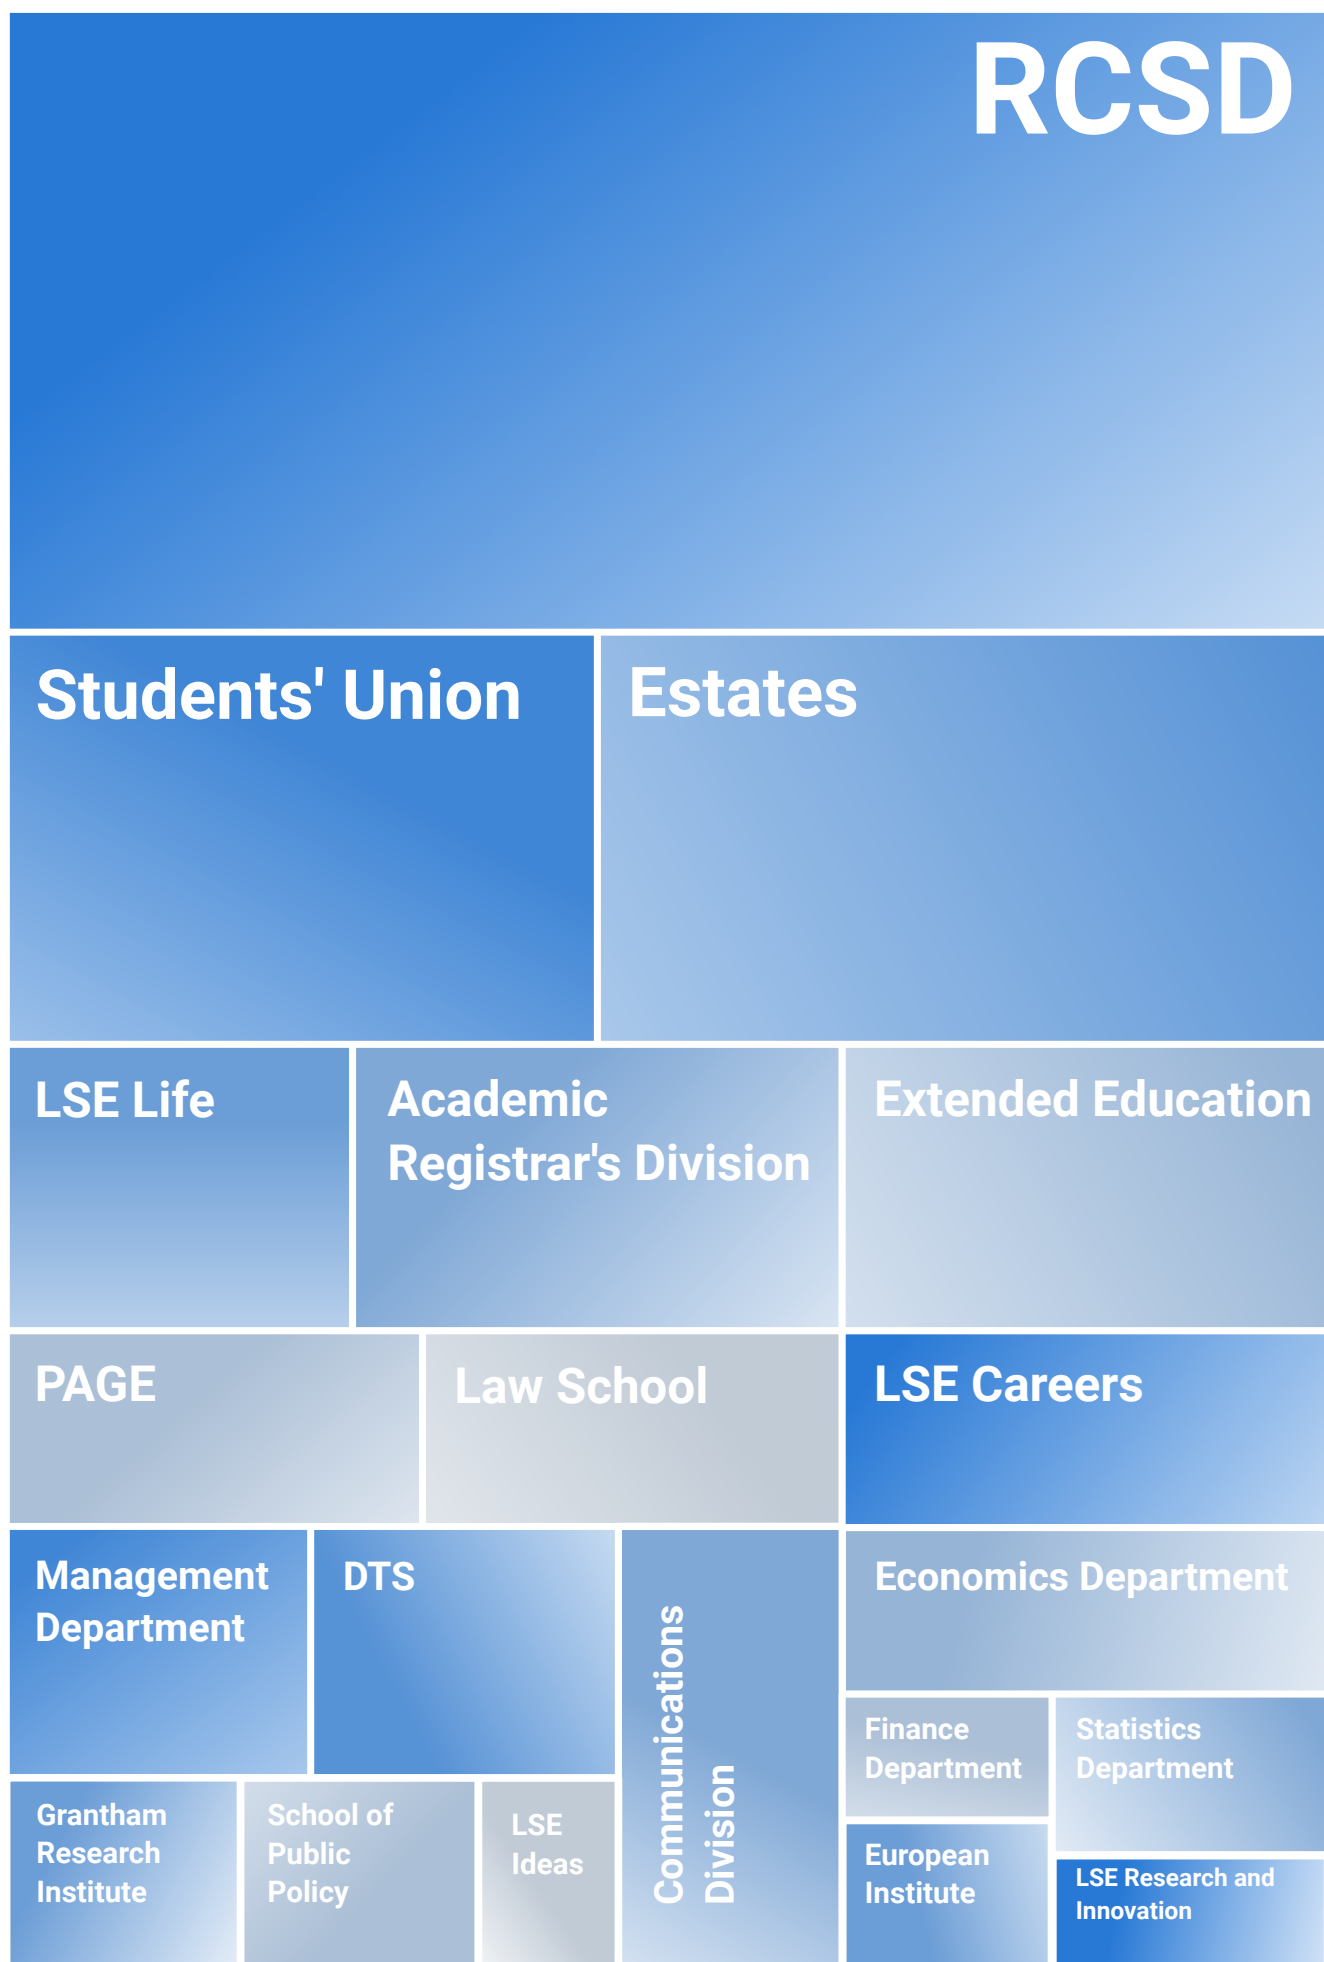 RCSD
Students' Union
Estates
LSE Life
Academic
Registrar's Division
Extended Education
PAGE
Law School
LSE Careers
Management
Department
DTS
Communications
Division
Economics Department
Finance
Department
Statistics
Department
Grantham
Research
Institute
School of
Public
Policy
LSE
Ideas
European
Institute
LSE Research and
Innovation